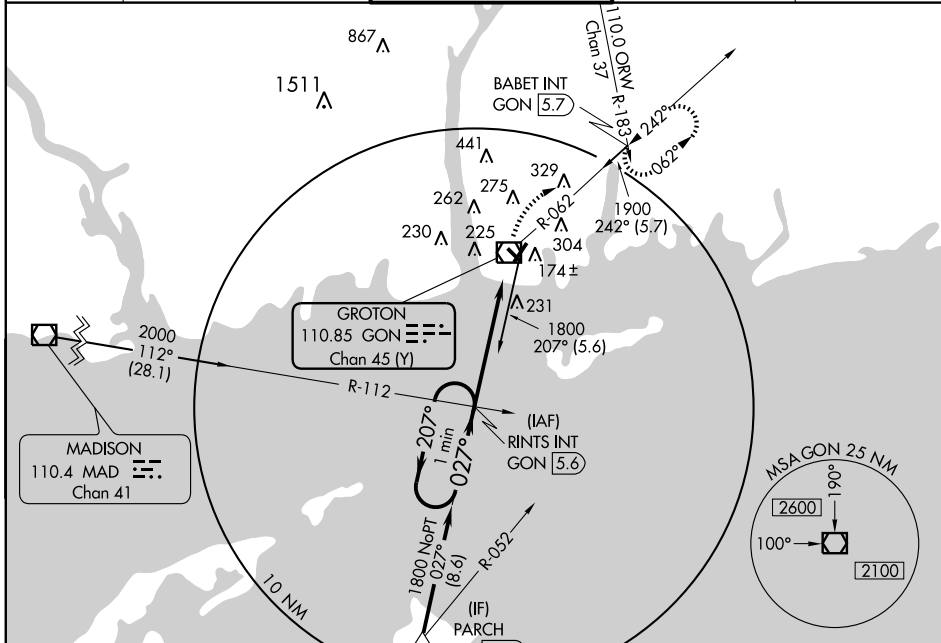 867
1511
110.0 ORW
Chan 37
R-183
BABET INT
GON 5.7
242°
062°
441
329
275
262
230
225
R-062
304
174±
1900
242° (5.7)
231
GROTON
110.85 GON
Chan 45 (Y)
1800
207° (5.6)
2000
112°
(28.1)
R-112
MADISON
110.4 MAD
Chan 41
207°
1 min
027°
(IAF)
RINTS INT
GON 5.6
1800 NoPT
027°
(8.6)
R-052
10 NM
(IF)
PARCH
MSA GON 25 NM
190°
2600
100°
2100